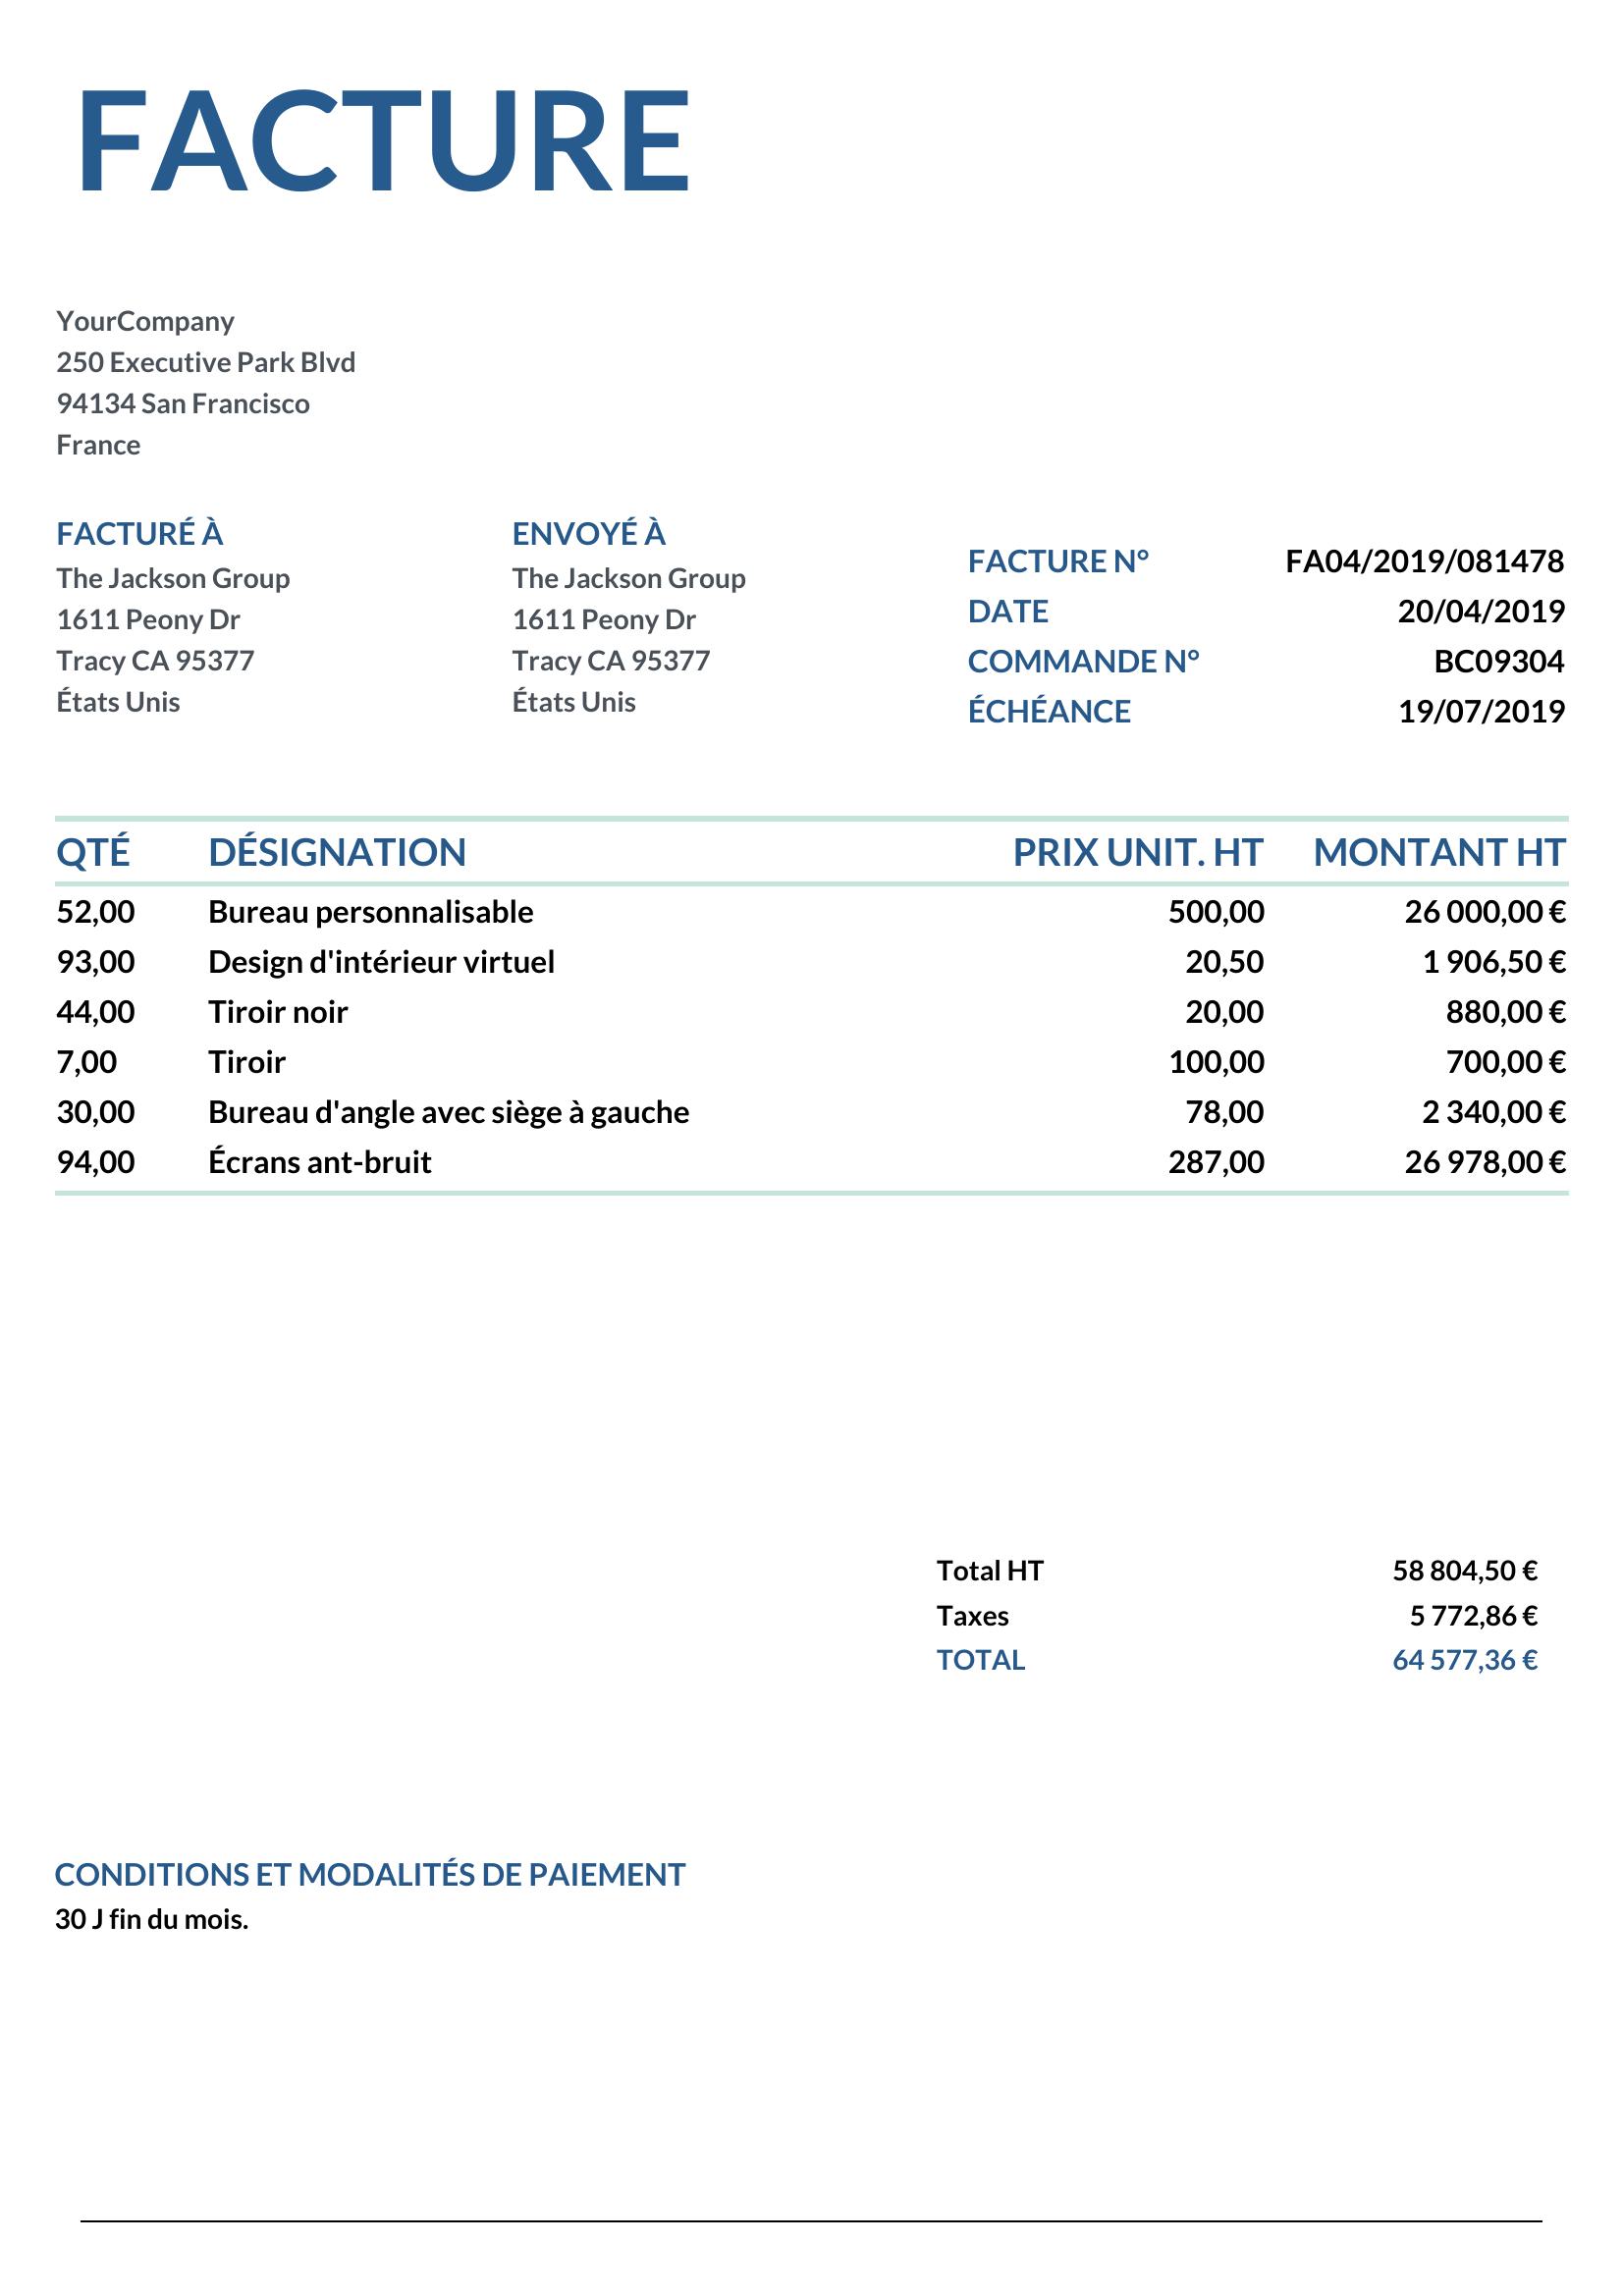 FACTURE
YourCompany
250 Executive Park Blvd
94134 San Francisco
France
FACTURÉ À
The Jackson Group
1611 Peony Dr
Tracy CA 95377
États Unis
ENVOYÉ À
The Jackson Group
1611 Peony Dr
Tracy CA 95377
États Unis
FACTURE N° FA04/2019/081478
DATE 20/04/2019
COMMANDE N° BC09304
ÉCHÉANCE 19/07/2019
QTÉ DÉSIGNATION PRIX UNIT. HT MONTANT HT
52,00 Bureau personnalisable 500,00 26 000,00 €
93,00 Design d'intérieur virtuel 20,50 1 906,50 €
44,00 Tiroir noir 20,00 880,00 €
7,00 Tiroir 100,00 700,00 €
30,00 Bureau d'angle avec siège à gauche 78,00 2 340,00 €
94,00 Écrans ant-bruit 287,00 26 978,00 €
Total HT 58 804,50 €
Taxes 5 772,86 €
TOTAL 64 577,36 €
CONDITIONS ET MODALITÉS DE PAIEMENT
30 J fin du mois.